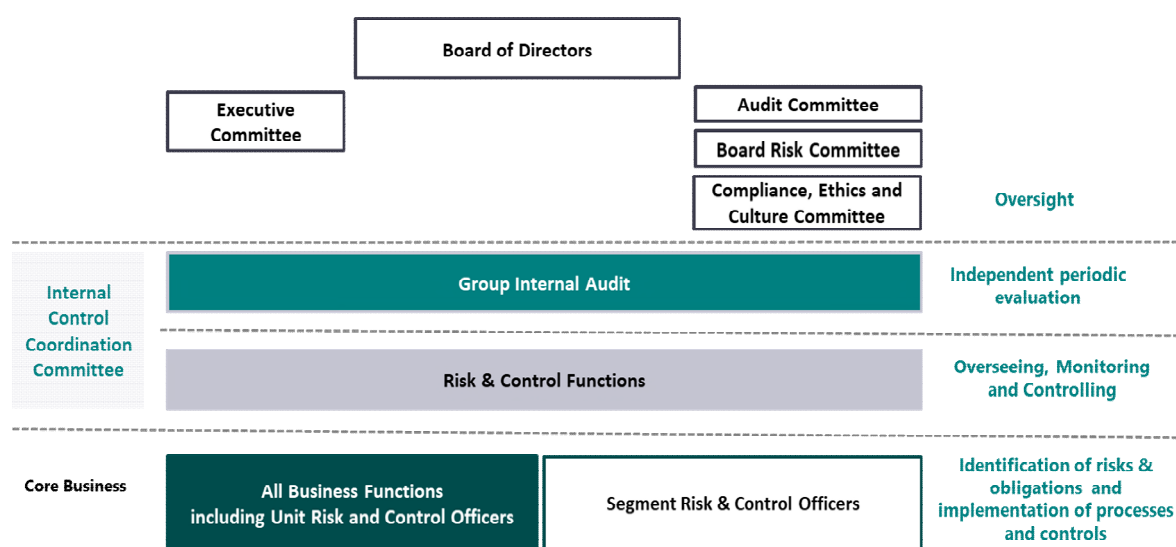 Board of Directors
Executive
Committee
Audit Committee
Board Risk Committee
Compliance, Ethics and
Culture Committee
Oversight
Internal
Control
Coordination
Committee
Group Internal Audit
Independent periodic
evaluation
Risk & Control Functions
Overseeing, Monitoring
and Controlling
Core Business
All Business Functions
including Unit Risk and Control Officers
Segment Risk & Control Officers
Identification of risks &
obligations and
implementation of processes
and controls